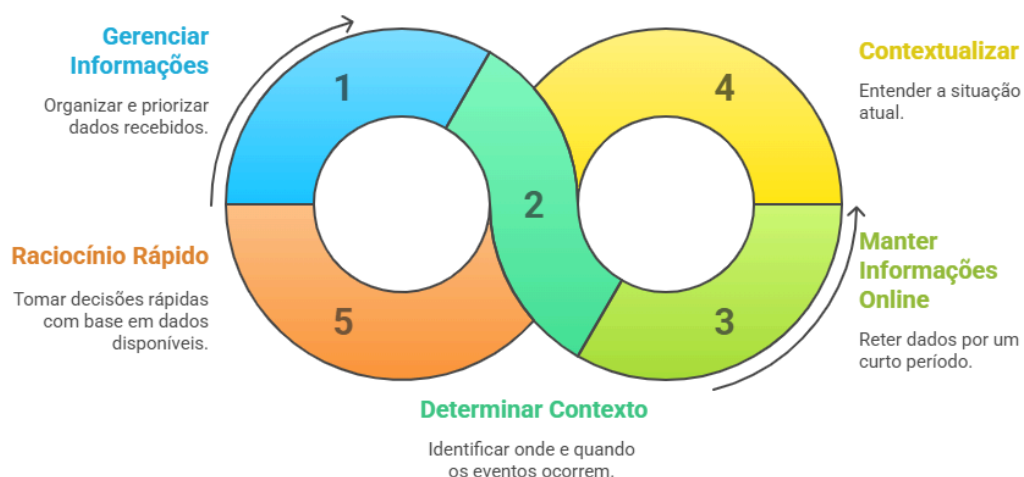 Gerenciar
Informações
Organizar e priorizar
dados recebidos.
1
2
3
4
5
Determinar Contexto
Identificar onde e quando
os eventos ocorrem.
Manter
Informações
Online
Reter dados por um
curto período.
Contextualizar
Entender a situação
atual.
Raciocínio Rápido
Tomar decisões rápidas
com base em dados
disponíveis.